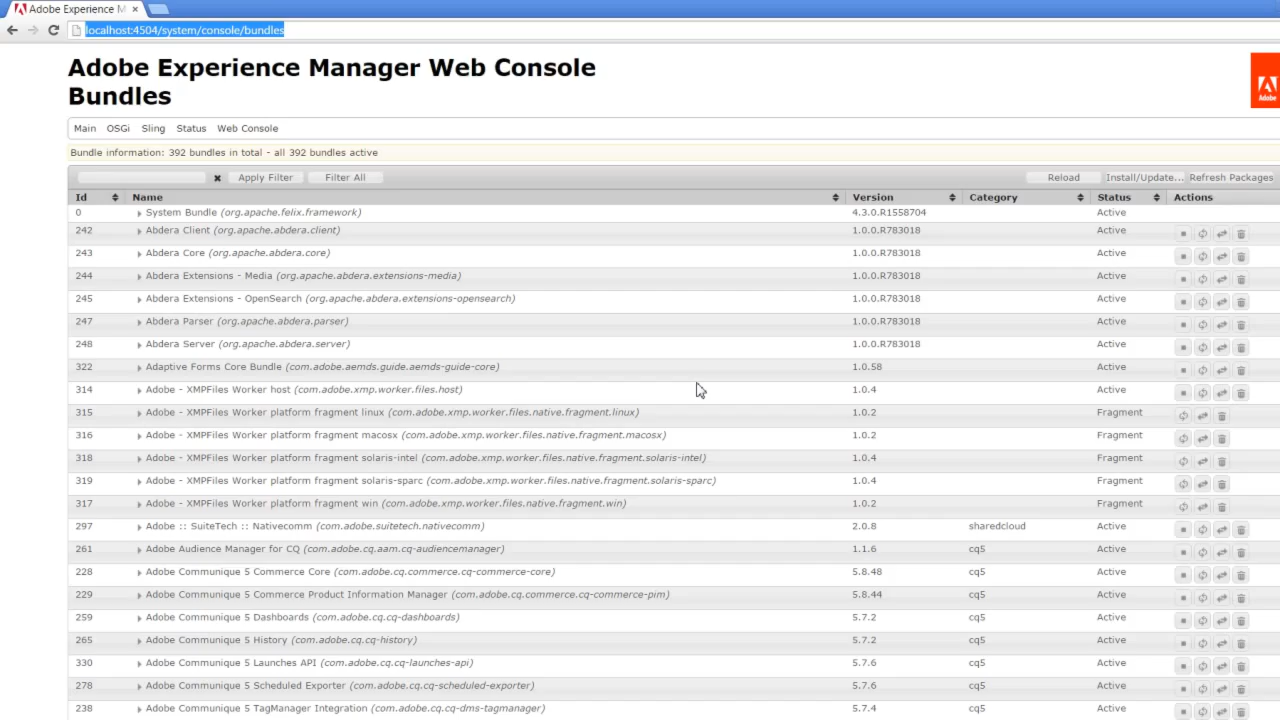 Adobe Experience M
localhost:4504/system/console/bundles
Adobe Experience Manager Web Console
Bundles
Adobe
Main OSGi Sling Status Web Console
Bundle information: 392 bundles in total - all 392 bundles active
Apply Filter Filter All Reload Install/Update... Refresh Packages
Id Name Version Category Status Actions
0 System Bundle (org.apache.felix.framework) 4.3.0.R1558704 Active
242 Abdera Client (org.apache.abdera.client) 1.0.0.R783018 Active
243 Abdera Core (org.apache.abdera.core) 1.0.0.R783018 Active
244 Abdera Extensions - Media (org.apache.abdera.extensions-media) 1.0.0.R783018 Active
245 Abdera Extensions - OpenSearch (org.apache.abdera.extensions-opensearch) 1.0.0.R783018 Active
247 Abdera Parser (org.apache.abdera.parser) 1.0.0.R783018 Active
248 Abdera Server (org.apache.abdera.server) 1.0.0.R783018 Active
322 Adaptive Forms Core Bundle (com.adobe.aemds.guide.aemds-guide-core) 1.0.58 Active
314 Adobe - XMPFiles Worker host (com.adobe.xmp.worker.files.host) 1.0.4 Active
315 Adobe - XMPFiles Worker platform fragment linux (com.adobe.xmp.worker.files.native.fragment.linux) 1.0.2 Fragment
316 Adobe - XMPFiles Worker platform fragment macosx (com.adobe.xmp.worker.files.native.fragment.macosx) 1.0.2 Fragment
318 Adobe - XMPFiles Worker platform fragment solaris-intel (com.adobe.xmp.worker.files.native.fragment.solaris-intel) 1.0.4 Fragment
319 Adobe - XMPFiles Worker platform fragment solaris-sparc (com.adobe.xmp.worker.files.native.fragment.solaris-sparc) 1.0.4 Fragment
317 Adobe - XMPFiles Worker platform fragment win (com.adobe.xmp.worker.files.native.fragment.win) 1.0.2 Fragment
297 Adobe :: SuiteTech :: Nativecomm (com.adobe.suitetech.nativecomm) 2.0.8 sharedcloud Active
261 Adobe Audience Manager for CQ (com.adobe.cq.aam.cq-audiencemanager) 1.1.6 cq5 Active
228 Adobe Communique 5 Commerce Core (com.adobe.cq.commerce.cq-commerce-core) 5.8.48 cq5 Active
229 Adobe Communique 5 Commerce Product Information Manager (com.adobe.cq.commerce.cq-commerce-pim) 5.8.44 cq5 Active
259 Adobe Communique 5 Dashboards (com.adobe.cq.cq-dashboards) 5.7.2 cq5 Active
265 Adobe Communique 5 History (com.adobe.cq.cq-history) 5.7.2 cq5 Active
330 Adobe Communique 5 Launches API (com.adobe.cq.cq-launches-api) 5.7.6 cq5 Active
278 Adobe Communique 5 Scheduled Exporter (com.adobe.cq.cq-scheduled-exporter) 5.7.6 cq5 Active
238 Adobe Communique 5 TagManager Integration (com.adobe.cq.cq-dms-tagmanager) 5.7.4 cq5 Active